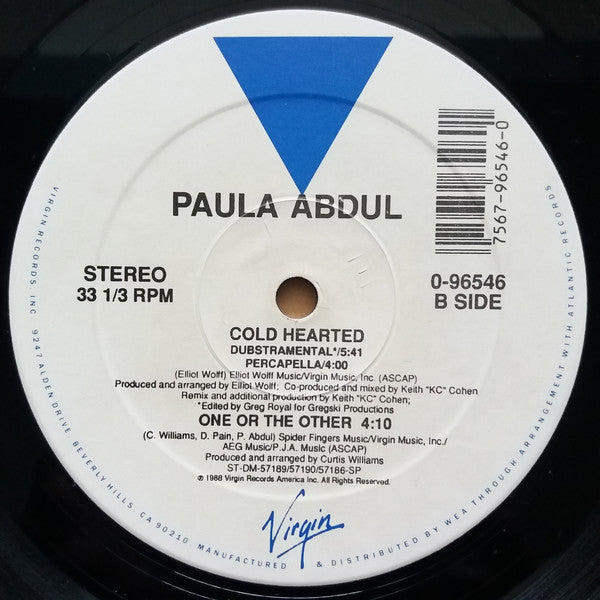 PAULA ABDUL
7567-96546-0
STEREO
33 1/3 RPM
0-96546
B SIDE
COLD HEARTED
DUBSTRAMENTAL*/5:41
PERCAPELLA/4:00
(Elliot Wolff) Elliot Wolff Music/Virgin Music, Inc. (ASCAP)
Produced and arranged by Elliot Wolff; Co-produced and mixed by Keith "KC" Cohen
Remix and additional production by Keith "KC" Cohen;
*Edited by Greg Royal for Gregski Productions
ONE OR THE OTHER 4:10
(C. Williams, D. Pain, P. Abdul) Spider Fingers Music/Virgin Music, Inc./
AEG Music/P.J.A. Music (ASCAP)
Produced and arranged by Curtis Williams
ST-DM-57189/57190/57186-SP
℗ 1988 Virgin Records America Inc. All Rights Reserved.
Virgin
VIRGIN RECORDS, INC. 9247 ALDEN DRIVE, BEVERLY HILLS, CA 90210 MANUFACTURED & DISTRIBUTED BY WEA THROUGH ARRANGEMENT WITH ATLANTIC RECORDS